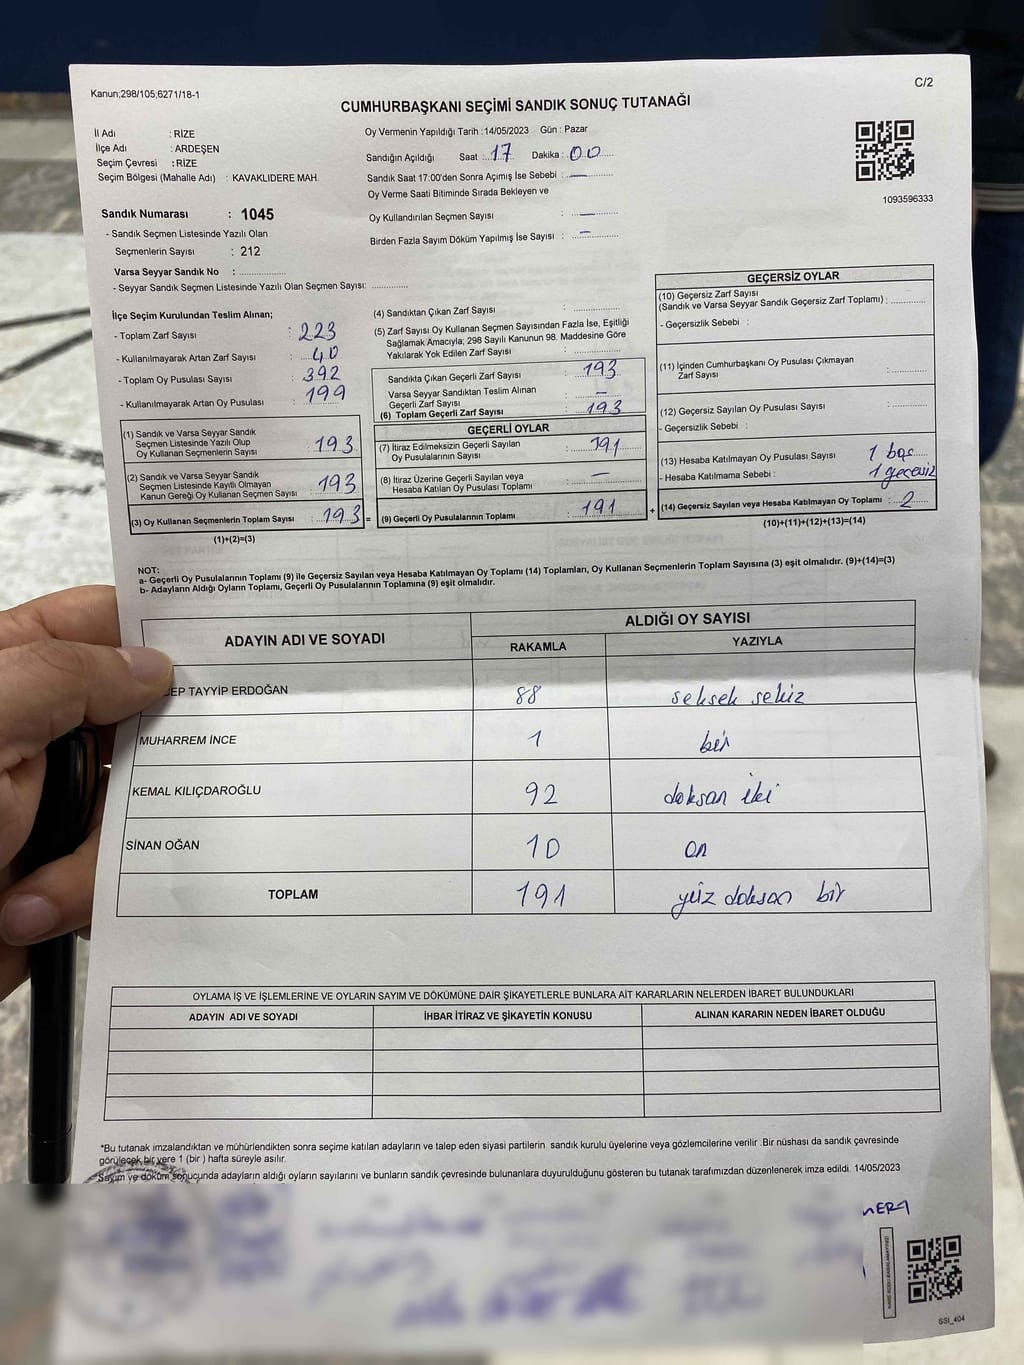 Kanun;298/105;6271/18-1
C/2
CUMHURBAŞKANI SEÇİMİ SANDIK SONUÇ TUTANAĞI
İl Adı : RİZE
İlçe Adı : ARDEŞEN
Seçim Çevresi : RİZE
Seçim Bölgesi (Mahalle Adı) : KAVAKLIDERE MAH.
Sandık Numarası : 1045
- Sandık Seçmen Listesinde Yazılı Olan
Seçmenlerin Sayısı : 212
Varsa Seyyar Sandık No : ..............
- Seyyar Sandık Seçmen Listesinde Yazılı Olan Seçmen Sayısı: ............
Oy Vermenin Yapıldığı Tarih :14/05/2023 Gün : Pazar
Sandığın Açıldığı Saat : 17 Dakika : 00
Sandık Saat 17:00'den Sonra Açımış İse Sebebi : —
Oy Verme Saati Bitiminde Sırada Bekleyen ve
Oy Kullandırılan Seçmen Sayısı : —
Birden Fazla Sayım Döküm Yapılmış İse Sayısı : —
1093596333
İlçe Seçim Kurulundan Teslim Alınan;
- Toplam Zarf Sayısı : 223
- Kullanılmayarak Artan Zarf Sayısı : 40
- Toplam Oy Pusulası Sayısı : 392
- Kullanılmayarak Artan Oy Pusulası : 199
(1) Sandık ve Varsa Seyyar Sandık
Seçmen Listesinde Yazılı Olup
Oy Kullanan Seçmenlerin Sayısı : 193
(2) Sandık ve Varsa Seyyar Sandık
Seçmen Listesinde Kayıtlı Olmayan
Kanun Gereği Oy Kullanan Seçmen Sayısı : 193
(3) Oy Kullanan Seçmenlerin Toplam Sayısı : 193 =
(1)+(2)=(3)
(4) Sandıktan Çıkan Zarf Sayısı : ............
(5) Zarf Sayısı Oy Kullanan Seçmen Sayısından Fazla İse, Eşitliği
Sağlamak Amacıyla; 298 Sayılı Kanunun 98. Maddesine Göre
Yakılarak Yok Edilen Zarf Sayısı : ............
Sandıkta Çıkan Geçerli Zarf Sayısı : 193
Varsa Seyyar Sandıktan Teslim Alınan
Geçerli Zarf Sayısı : —
(6) Toplam Geçerli Zarf Sayısı : 193
GEÇERLİ OYLAR
(7) İtiraz Edilmeksizin Geçerli Sayılan
Oy Pusulalarının Sayısı : 191
(8) İtiraz Üzerine Geçerli Sayılan veya
Hesaba Katılan Oy Pusulası Toplamı : —
(9) Geçerli Oy Pusulalarının Toplamı : 191 +
GEÇERSİZ OYLAR
(10) Geçersiz Zarf Sayısı
(Sandık ve Varsa Seyyar Sandık Geçersiz Zarf Toplamı) : ............
- Geçersizlik Sebebi :
(11) İçinden Cumhurbaşkanı Oy Pusulası Çıkmayan
Zarf Sayısı : ............
(12) Geçersiz Sayılan Oy Pusulası Sayısı : ............
- Geçersizlik Sebebi :
(13) Hesaba Katılmayan Oy Pusulası Sayısı : 1 boş
- Hesaba Katılmama Sebebi : 1 geçersiz
(14) Geçersiz Sayılan veya Hesaba Katılmayan Oy Toplamı : 2
(10)+(11)+(12)+(13)=(14)
NOT:
a- Geçerli Oy Pusulalarının Toplamı (9) ile Geçersiz Sayılan veya Hesaba Katılmayan Oy Toplamı (14) Toplamları, Oy Kullanan Seçmenlerin Toplam Sayısına (3) eşit olmalıdır. (9)+(14)=(3)
b- Adayların Aldığı Oyların Toplamı, Geçerli Oy Pusulalarının Toplamına (9) eşit olmalıdır.
ADAYIN ADI VE SOYADI
ALDIĞI OY SAYISI
RAKAMLA YAZIYLA
EP TAYYİP ERDOĞAN 88 seksek sekiz
MUHARREM İNCE 1 bir
KEMAL KILIÇDAROĞLU 92 doksan iki
SİNAN OĞAN 10 on
TOPLAM 191 yüz doksan bir
OYLAMA İŞ VE İŞLEMLERİNE VE OYLARIN SAYIM VE DÖKÜMÜNE DAİR ŞİKAYETLERLE BUNLARA AİT KARARLARIN NELERDEN İBARET BULUNDUKLARI
ADAYIN ADI VE SOYADI İHBAR İTİRAZ VE ŞİKAYETİN KONUSU ALINAN KARARIN NEDEN İBARET OLDUĞU
*Bu tutanak imzalandıktan ve mühürlendikten sonra seçime katılan adayların ve talep eden siyasi partilerin sandık kurulu üyelerine veya gözlemcilerine verilir .Bir nüshası da sandık çevresinde
görülecek bir yere 1 (bir ) hafta süreyle asılır.
Sayım ve döküm sonucunda adayların aldığı oyların sayılarını ve bunların sandık çevresinde bulunanlara duyurulduğunu gösteren bu tutanak tarafımızdan düzenlenerek imza edildi. 14/05/2023
SSI_404